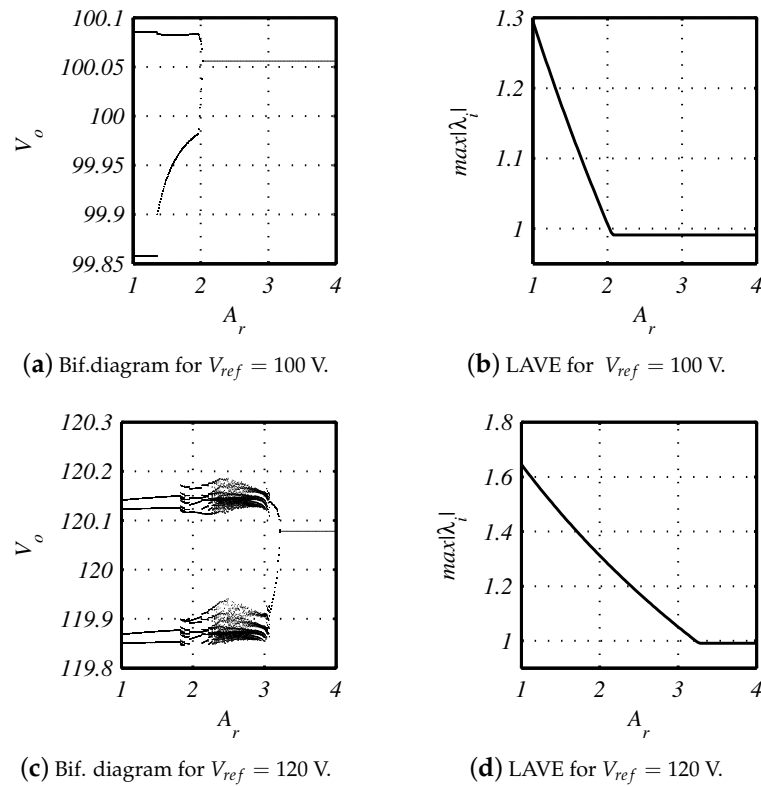 100.1
100.05
100
99.95
99.9
99.85
V_o
1 2 3 4
A_r
(a) Bif.diagram for V_ref = 100 V.
1.3
1.2
1.1
1
max|λ_i|
1 2 3 4
A_r
(b) LAVE for V_ref = 100 V.
120.3
120.2
120.1
120
119.9
119.8
V_o
1 2 3 4
A_r
(c) Bif. diagram for V_ref = 120 V.
1.8
1.6
1.4
1.2
1
max|λ_i|
1 2 3 4
A_r
(d) LAVE for V_ref = 120 V.